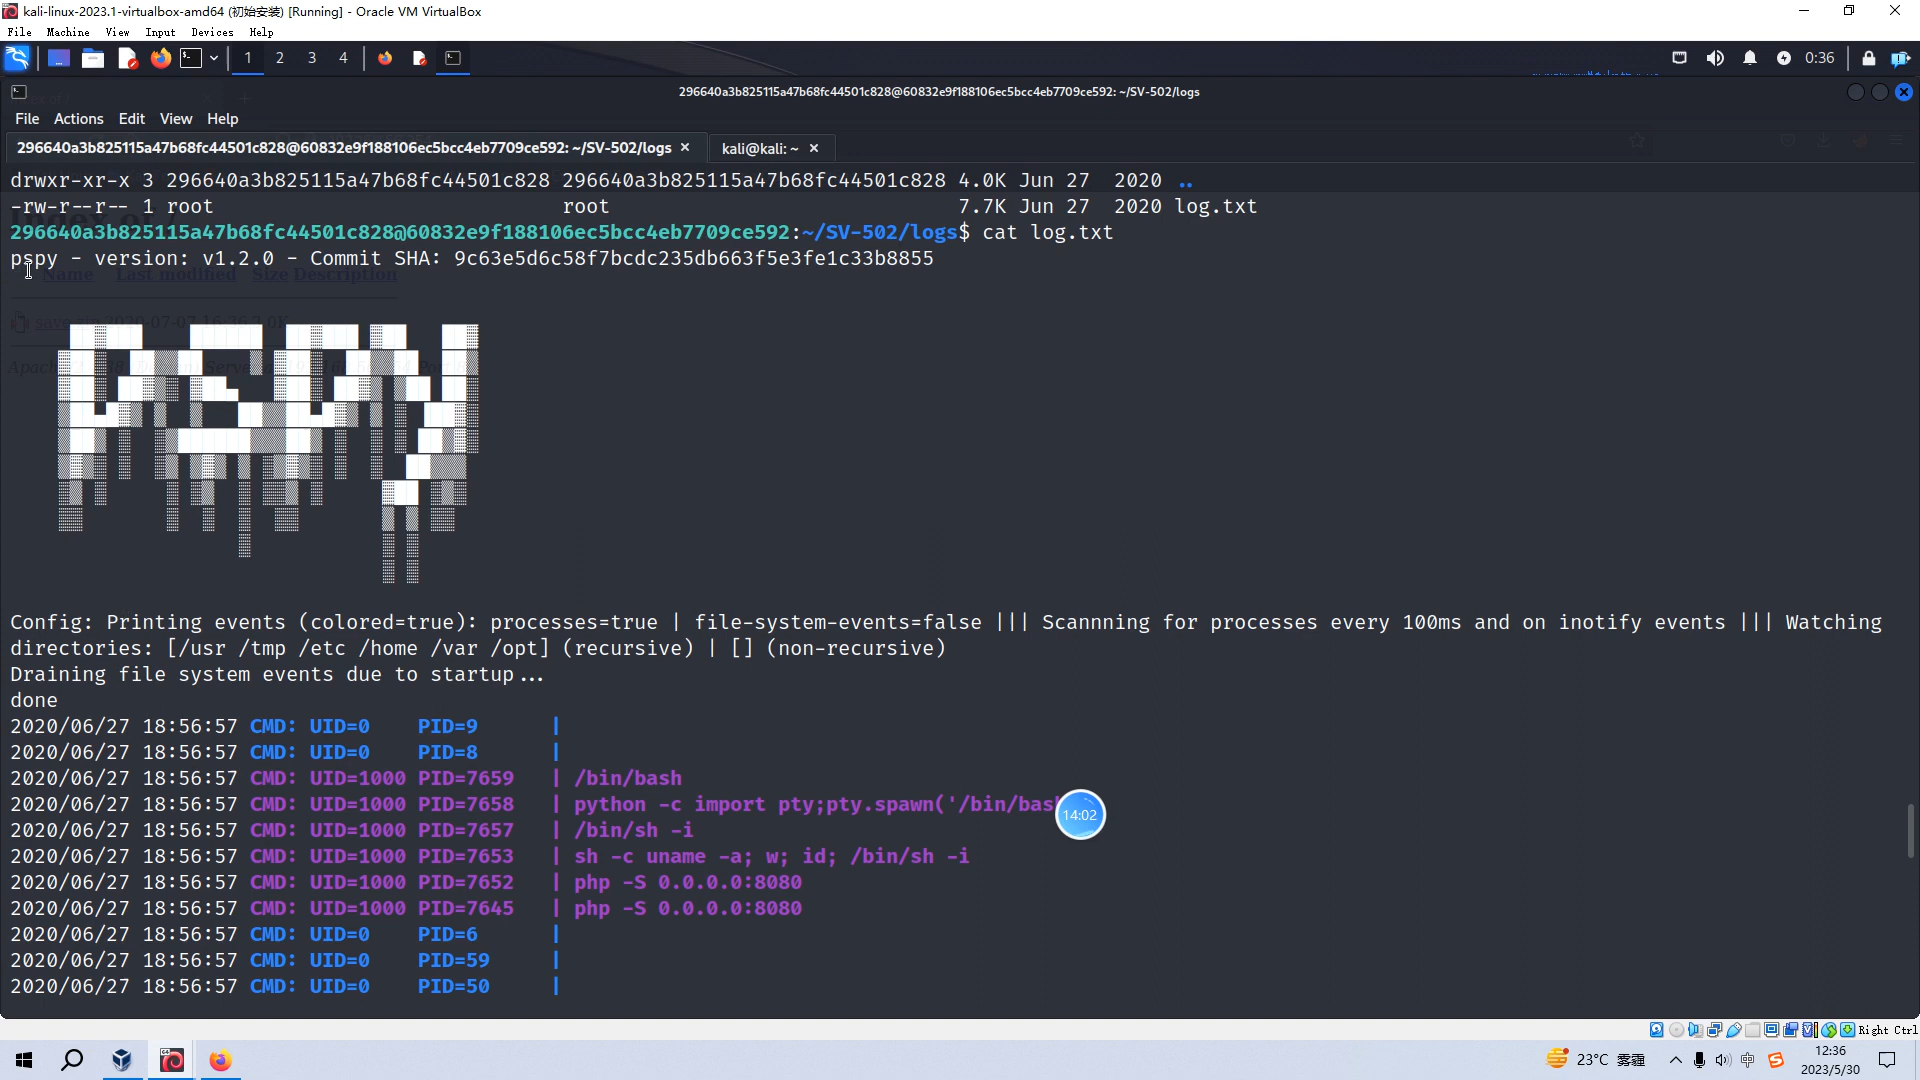 kali-linux-2023.1-virtualbox-amd64 (初始安装) [Running] - Oracle VM VirtualBox
File Machine View Input Devices Help
1 2 3 4 0:36
296640a3b825115a47b68fc44501c828@60832e9f188106ec5bcc4eb7709ce592: ~/SV-502/logs
File Actions Edit View Help
296640a3b825115a47b68fc44501c828@60832e9f188106ec5bcc4eb7709ce592: ~/SV-502/logs × kali@kali: ~ ×
drwxr-xr-x 3 296640a3b825115a47b68fc44501c828 296640a3b825115a47b68fc44501c828 4.0K Jun 27 2020 ..
-rw-r--r-- 1 root root 7.7K Jun 27 2020 log.txt
296640a3b825115a47b68fc44501c828@60832e9f188106ec5bcc4eb7709ce592:~/SV-502/logs$ cat log.txt
pspy - version: v1.2.0 - Commit SHA: 9c63e5d6c58f7bcdc235db663f5e3fe1c33b8855
Name Last modified Size Description
Config: Printing events (colored=true): processes=true | file-system-events=false ||| Scannning for processes every 100ms and on inotify events ||| Watching
directories: [/usr /tmp /etc /home /var /opt] (recursive) | [] (non-recursive)
Draining file system events due to startup...
done
2020/06/27 18:56:57 CMD: UID=0 PID=9 |
2020/06/27 18:56:57 CMD: UID=0 PID=8 |
2020/06/27 18:56:57 CMD: UID=1000 PID=7659 | /bin/bash
2020/06/27 18:56:57 CMD: UID=1000 PID=7658 | python -c import pty;pty.spawn('/bin/bas
14:02
2020/06/27 18:56:57 CMD: UID=1000 PID=7657 | /bin/sh -i
2020/06/27 18:56:57 CMD: UID=1000 PID=7653 | sh -c uname -a; w; id; /bin/sh -i
2020/06/27 18:56:57 CMD: UID=1000 PID=7652 | php -S 0.0.0.0:8080
2020/06/27 18:56:57 CMD: UID=1000 PID=7645 | php -S 0.0.0.0:8080
2020/06/27 18:56:57 CMD: UID=0 PID=6 |
2020/06/27 18:56:57 CMD: UID=0 PID=59 |
2020/06/27 18:56:57 CMD: UID=0 PID=50 |
Right Ctrl
23°C 雾霾 中 12:36
2023/5/30